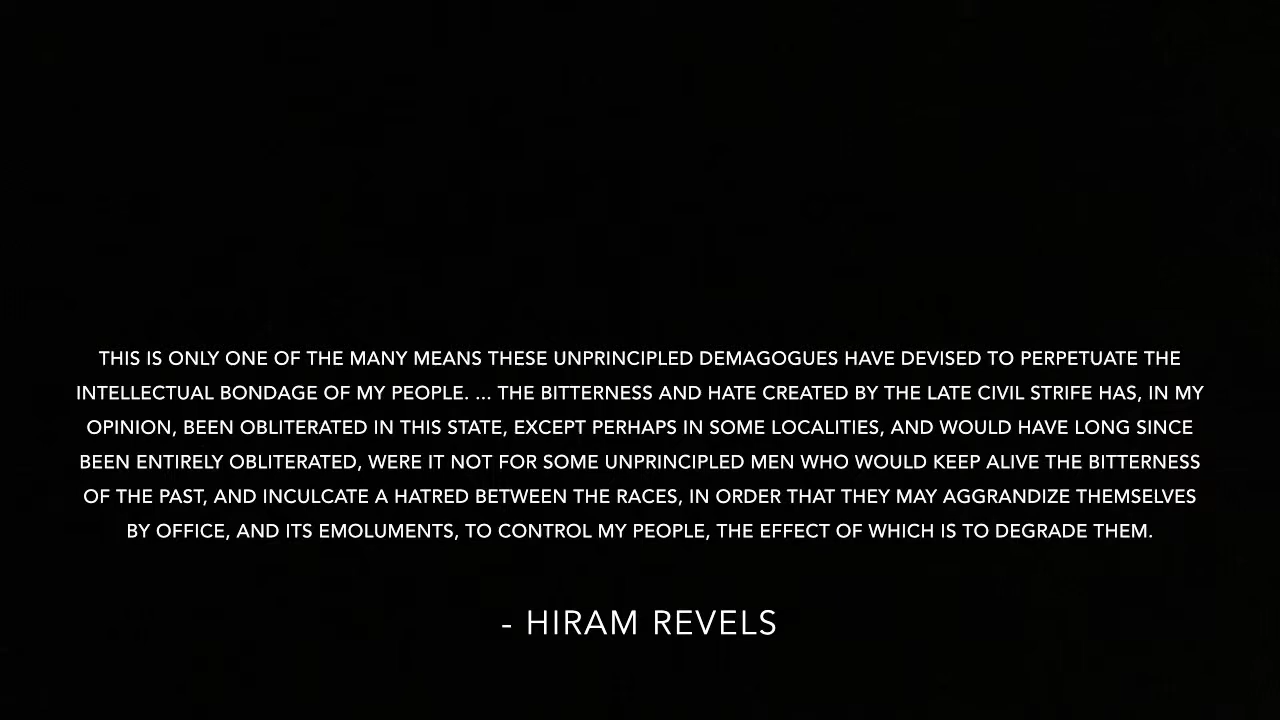 THIS IS ONLY ONE OF THE MANY MEANS THESE UNPRINCIPLED DEMAGOGUES HAVE DEVISED TO PERPETUATE THE
INTELLECTUAL BONDAGE OF MY PEOPLE. ... THE BITTERNESS AND HATE CREATED BY THE LATE CIVIL STRIFE HAS, IN MY
OPINION, BEEN OBLITERATED IN THIS STATE, EXCEPT PERHAPS IN SOME LOCALITIES, AND WOULD HAVE LONG SINCE
BEEN ENTIRELY OBLITERATED, WERE IT NOT FOR SOME UNPRINCIPLED MEN WHO WOULD KEEP ALIVE THE BITTERNESS
OF THE PAST, AND INCULCATE A HATRED BETWEEN THE RACES, IN ORDER THAT THEY MAY AGGRANDIZE THEMSELVES
BY OFFICE, AND ITS EMOLUMENTS, TO CONTROL MY PEOPLE, THE EFFECT OF WHICH IS TO DEGRADE THEM.
- HIRAM REVELS